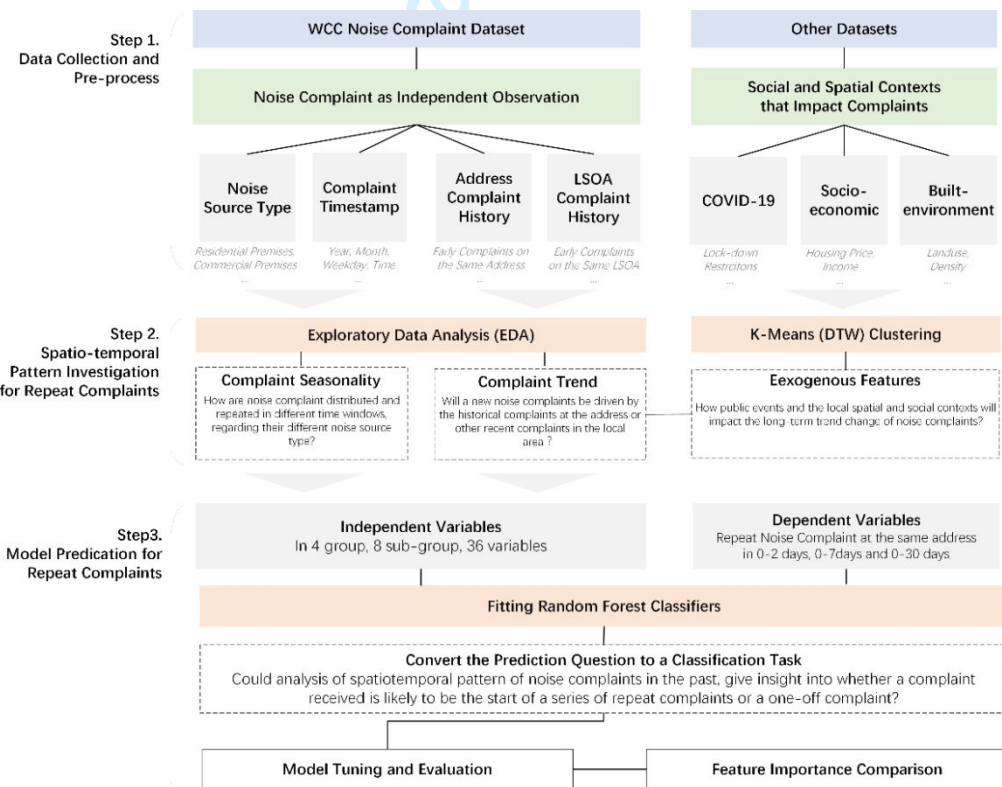 Step 1.
Data Collection and
Pre-process
WCC Noise Complaint Dataset
Other Datasets
Noise Complaint as Independent Observation
Social and Spatial Contexts
that Impact Complaints
Noise
Source Type
Complaint
Timestamp
Address
Complaint
History
LSOA
Complaint
History
COVID-19
Socio-
economic
Built-
environment
Residential Premises,
Commercial Premises
...
Year, Month,
Weekday, Time
...
Early Complaints on
the Same Address
...
Early Complaints
on the Same LSOA
...
Lock-down
Restrcitons
...
Housing Price,
Income
...
Landuse,
Density
...
Step 2.
Spatio-temporal
Pattern Investigation
for Repeat Complaints
Exploratory Data Analysis (EDA)
K-Means (DTW) Clustering
Complaint Seasonality
How are noise complaint distributed and
repeated in different time windows,
regarding their different noise source
type?
Complaint Trend
Will a new noise complaints be driven by
the historical complaints at the address or
other recent complaints in the local
area ?
Eexogenous Features
How public events and the local spatial and social contexts will
impact the long-term trend change of noise complaints?
Step3.
Model Predication for
Repeat Complaints
Independent Variables
In 4 group, 8 sub-group, 36 variables
Dependent Variables
Repeat Noise Complaint at the same address
in 0-2 days, 0-7days and 0-30 days
Fitting Random Forest Classifiers
Convert the Prediction Question to a Classification Task
Could analysis of spatiotemporal pattern of noise complaints in the past, give insight into whether a complaint
received is likely to be the start of a series of repeat complaints or a one-off complaint?
Model Tuning and Evaluation
Feature Importance Comparison